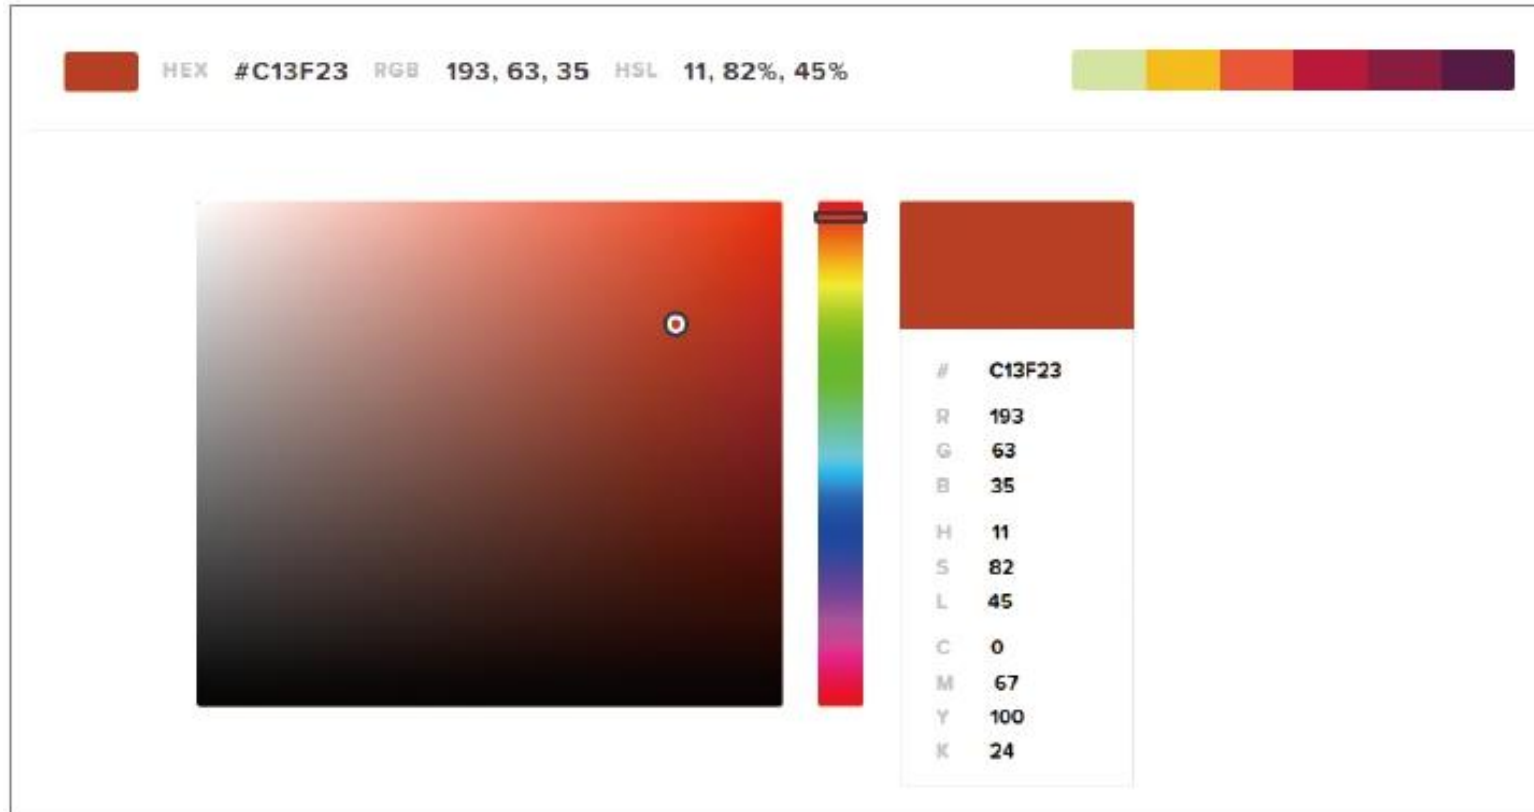 HEX #C13F23 RGB 193, 63, 35 HSL 11, 82%, 45%
# C13F23
R 193
G 63
B 35
H 11
S 82
L 45
C 0
M 67
Y 100
K 24